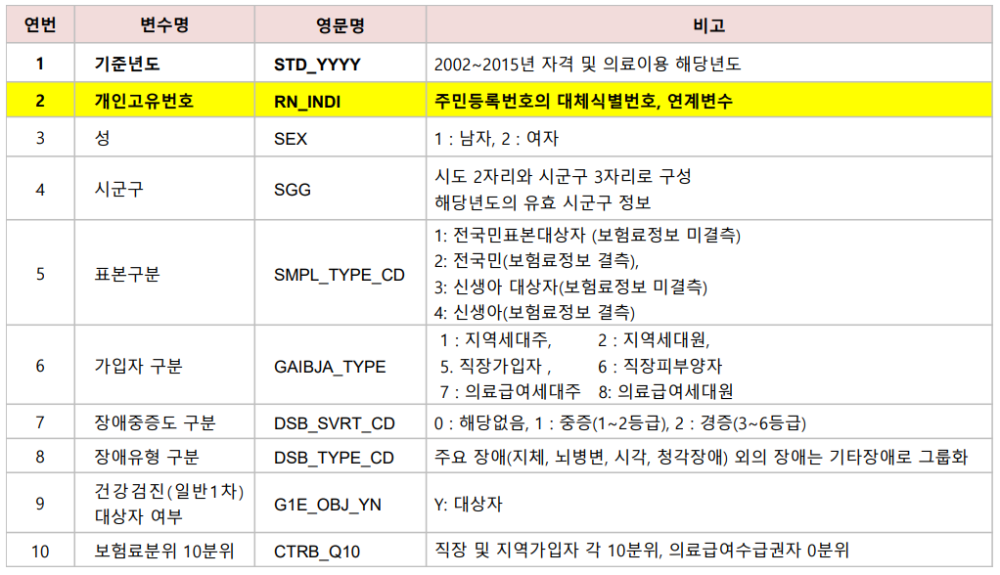 연번 변수명 영문명 비고
1 기준년도 STD_YYYY 2002~2015년 자격 및 의료이용 해당년도
2 개인고유번호 RN_INDI 주민등록번호의 대체식별번호, 연계변수
3 성 SEX 1 : 남자, 2 : 여자
4 시군구 SGG 시도 2자리와 시군구 3자리로 구성
해당년도의 유효 시군구 정보
5 표본구분 SMPL_TYPE_CD 1: 전국민표본대상자 (보험료정보 미결측)
2: 전국민(보험료정보 결측),
3: 신생아 대상자(보험료정보 미결측)
4: 신생아(보험료정보 결측)
6 가입자 구분 GAIBJA_TYPE 1 : 지역세대주, 2 : 지역세대원,
5. 직장가입자 , 6 : 직장피부양자
7 : 의료급여세대주 8: 의료급여세대원
7 장애중증도 구분 DSB_SVRT_CD 0 : 해당없음, 1 : 중증(1~2등급), 2 : 경증(3~6등급)
8 장애유형 구분 DSB_TYPE_CD 주요 장애(지체, 뇌병변, 시각, 청각장애) 외의 장애는 기타장애로 그룹화
9 건강검진(일반1차)
대상자 여부 G1E_OBJ_YN Y: 대상자
10 보험료분위 10분위 CTRB_Q10 직장 및 지역가입자 각 10분위, 의료급여수급권자 0분위